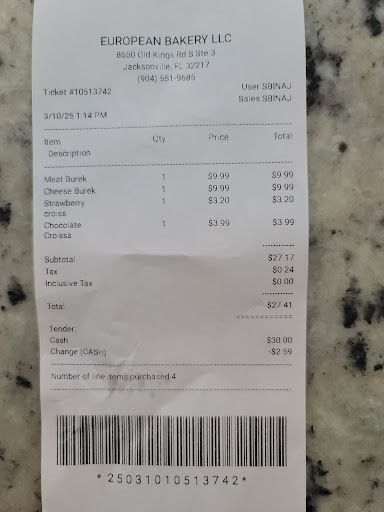 EUROPEAN BAKERY LLC
8650 Old Kings Rd S Ste 3
Jacksonville, FL 32217
(904) 551-9685
Ticket #10513742 User SBINAJ
Sales SBINAJ
3/10/25 1:14 PM
Item Qty Price Total
Description
Meat Burek 1 $9.99 $9.99
Cheese Burek 1 $9.99 $9.99
Strawberry 1 $3.20 $3.20
croiss
Chocolate 1 $3.99 $3.99
Croissa
Subtotal $27.17
Tax $0.24
Inclusive Tax $0.00
Total $27.41
Tender:
Cash $30.00
Change (CASH) -$2.59
Number of line items purchased 4
*25031010513742*